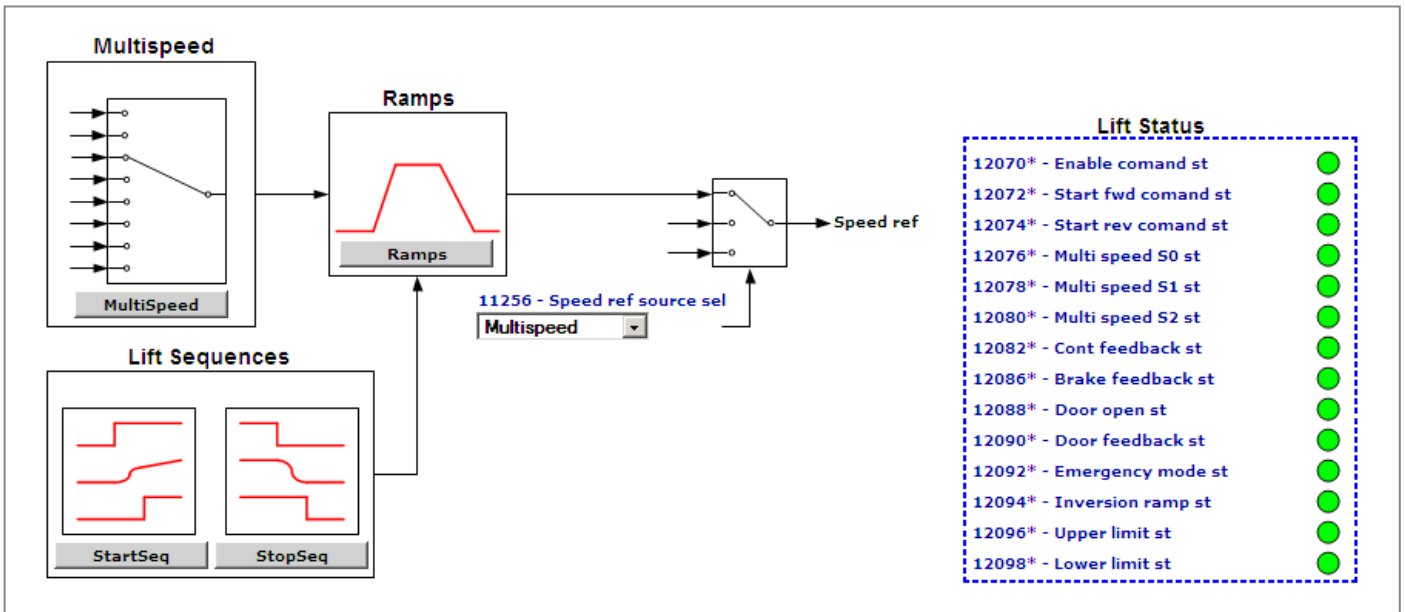 Multispeed
MultiSpeed
Ramps
Ramps
Lift Sequences
StartSeq
StopSeq
11256 - Speed ref source sel
Multispeed
Speed ref
Lift Status
12070* - Enable comand st
12072* - Start fwd comand st
12074* - Start rev comand st
12076* - Multi speed S0 st
12078* - Multi speed S1 st
12080* - Multi speed S2 st
12082* - Cont feedback st
12086* - Brake feedback st
12088* - Door open st
12090* - Door feedback st
12092* - Emergency mode st
12094* - Inversion ramp st
12096* - Upper limit st
12098* - Lower limit st